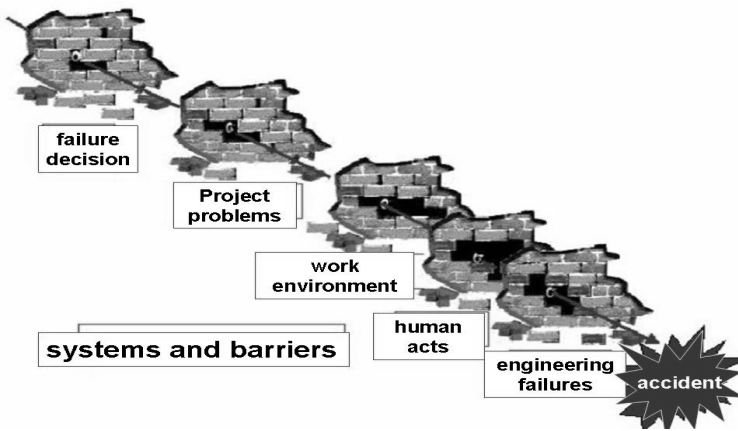 failure
decision
Project
problems
work
environment
human
acts
systems and barriers
engineering
failures
accident